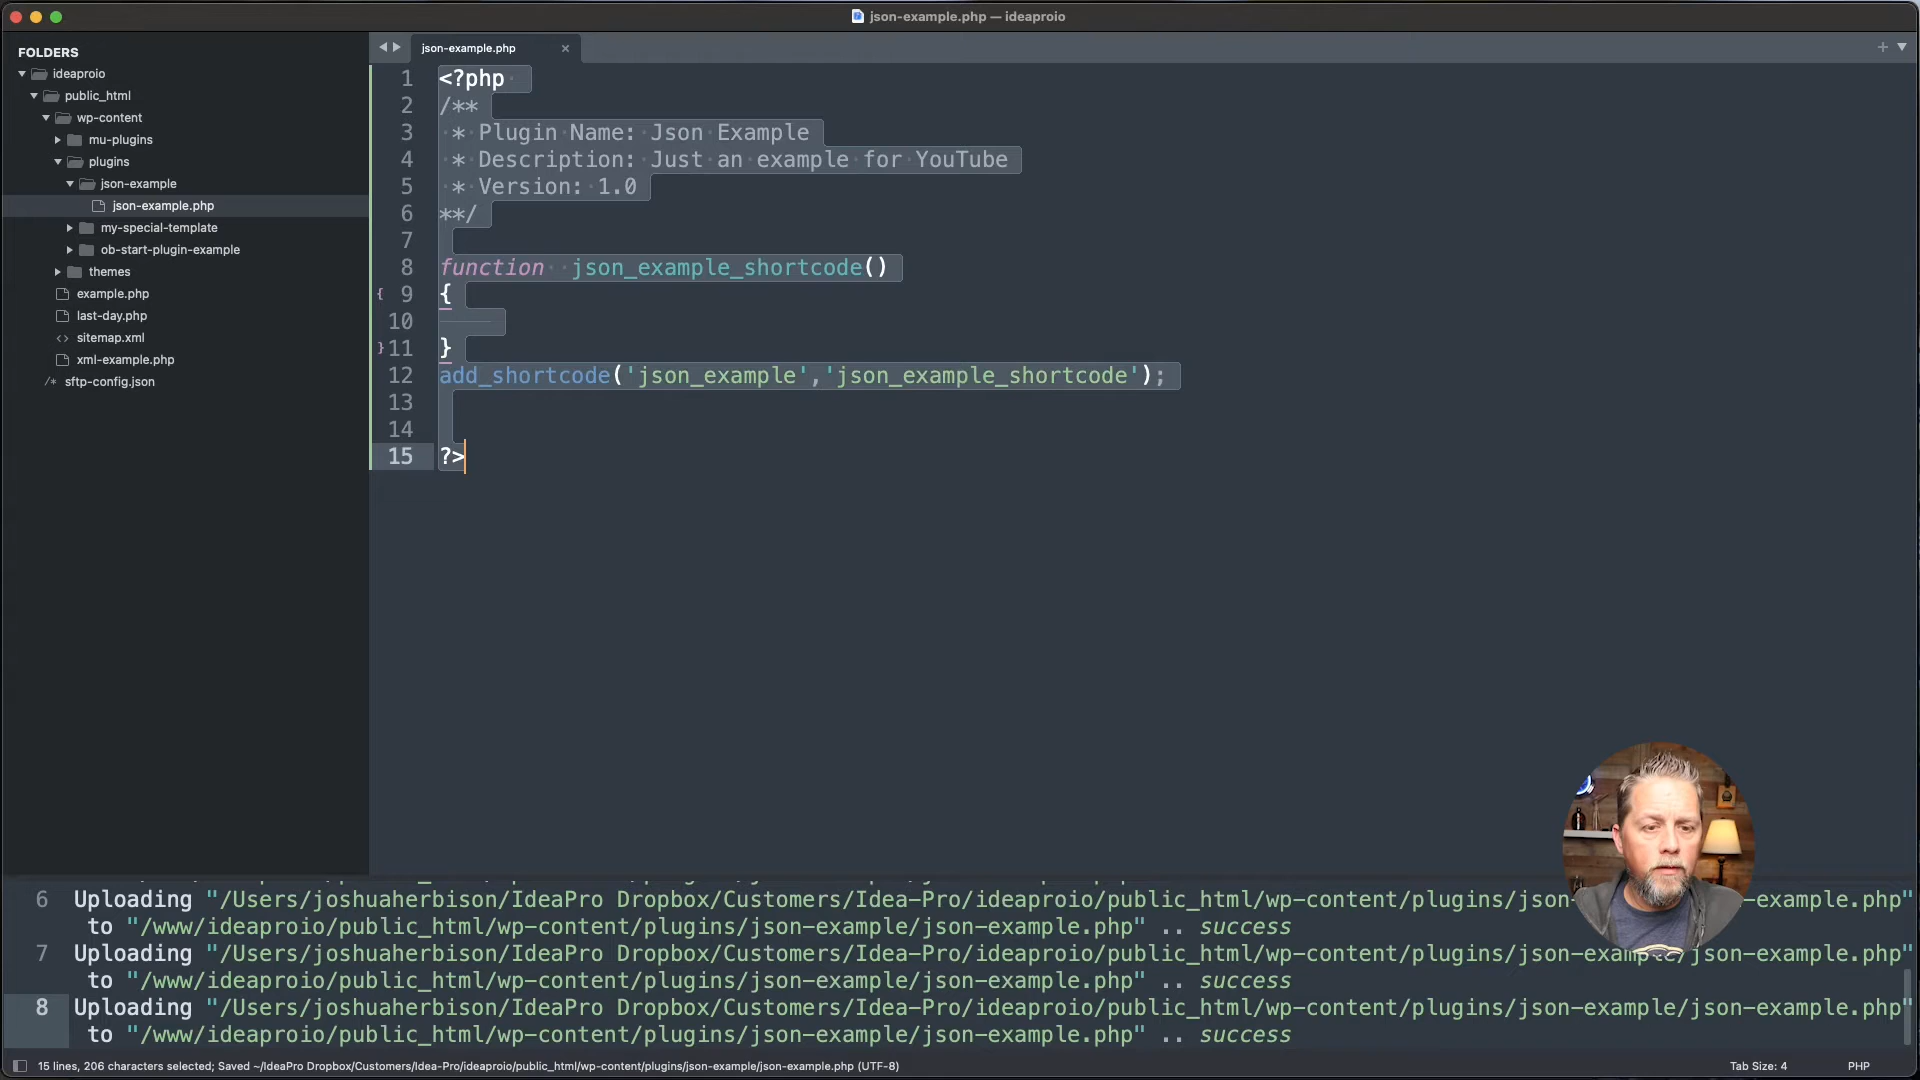 json-example.php — ideaproio
FOLDERS
ideaproio
public_html
wp-content
mu-plugins
plugins
json-example
json-example.php
my-special-template
ob-start-plugin-example
themes
example.php
last-day.php
<> sitemap.xml
xml-example.php
/* sftp-config.json
json-example.php ×
1 <?php
2 /**
3 * Plugin Name: Json Example
4 * Description: Just an example for YouTube
5 * Version: 1.0
6 **/
7
8 function json_example_shortcode()
9 {
10
11 }
12 add_shortcode('json_example','json_example_shortcode');
13
14
15 ?>
6 Uploading "/Users/joshuaherbison/IdeaPro Dropbox/Customers/Idea-Pro/ideaproio/public_html/wp-content/plugins/json-example/json-example.php"
to "/www/ideaproio/public_html/wp-content/plugins/json-example/json-example.php" .. success
7 Uploading "/Users/joshuaherbison/IdeaPro Dropbox/Customers/Idea-Pro/ideaproio/public_html/wp-content/plugins/json-example/json-example.php"
to "/www/ideaproio/public_html/wp-content/plugins/json-example/json-example.php" .. success
8 Uploading "/Users/joshuaherbison/IdeaPro Dropbox/Customers/Idea-Pro/ideaproio/public_html/wp-content/plugins/json-example/json-example.php"
to "/www/ideaproio/public_html/wp-content/plugins/json-example/json-example.php" .. success
15 lines, 206 characters selected; Saved ~/IdeaPro Dropbox/Customers/Idea-Pro/ideaproio/public_html/wp-content/plugins/json-example/json-example.php (UTF-8)
Tab Size: 4
PHP